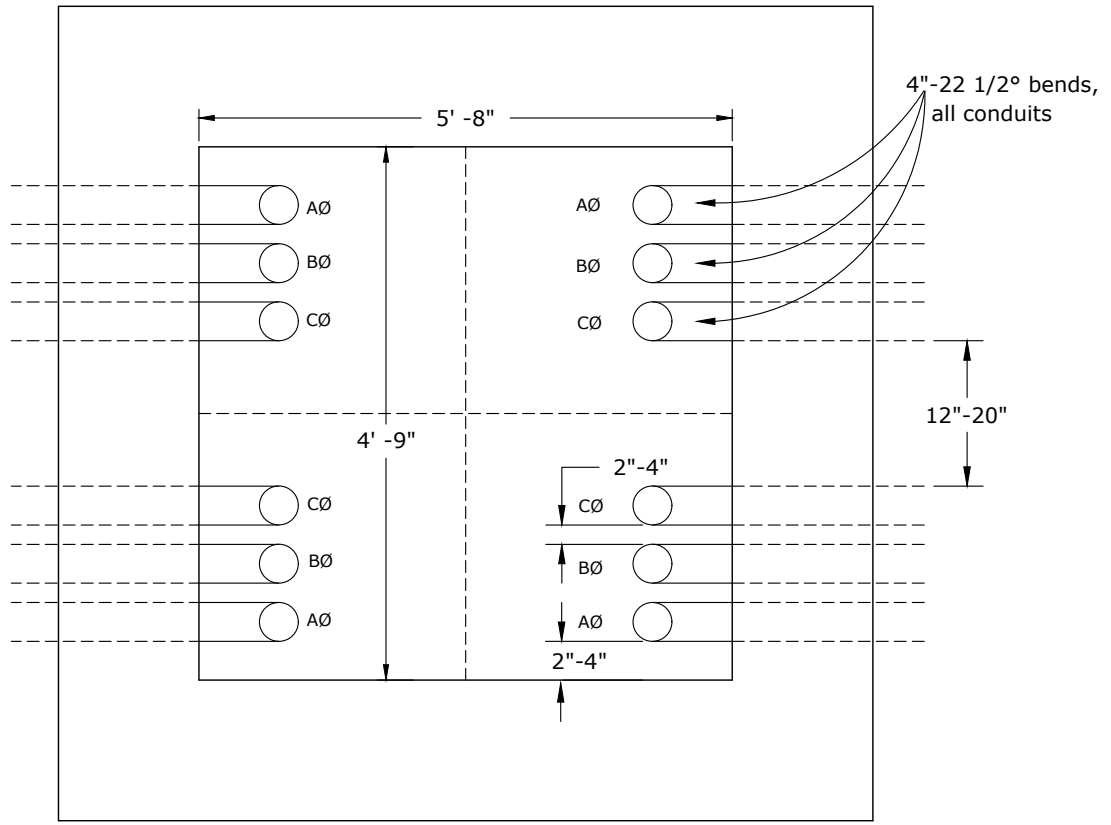 4"-22 1/2° bends,
all conduits
5' -8"
AØ
AØ
BØ
BØ
CØ
CØ
12"-20"
4' -9"
2"-4"
CØ
CØ
BØ
BØ
AØ
AØ
2"-4"